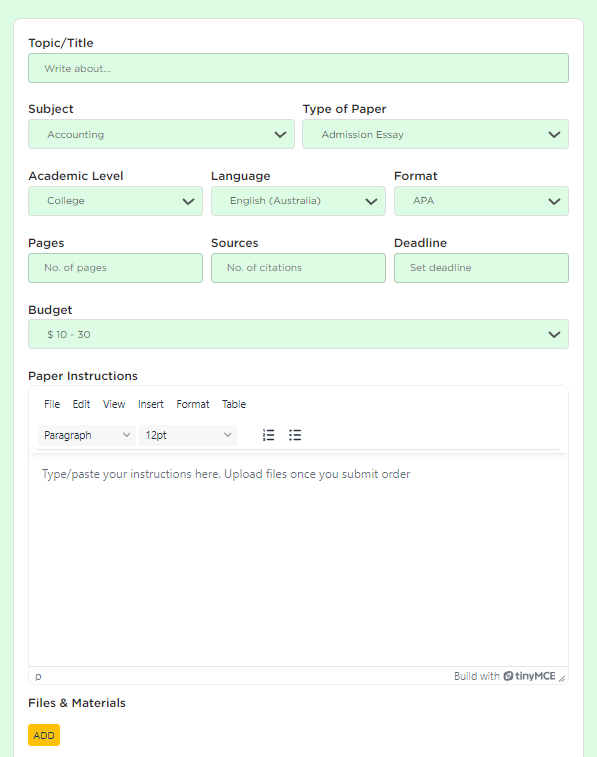 Topic/Title
Write about...
Subject Type of Paper
Accounting Admission Essay
Academic Level Language Format
College English (Australia) APA
Pages Sources Deadline
No. of pages No. of citations Set deadline
Budget
$ 10 - 30
Paper Instructions
File Edit View Insert Format Table
Paragraph 12pt
Type/paste your instructions here. Upload files once you submit order
p Build with tinyMCE
Files & Materials
ADD